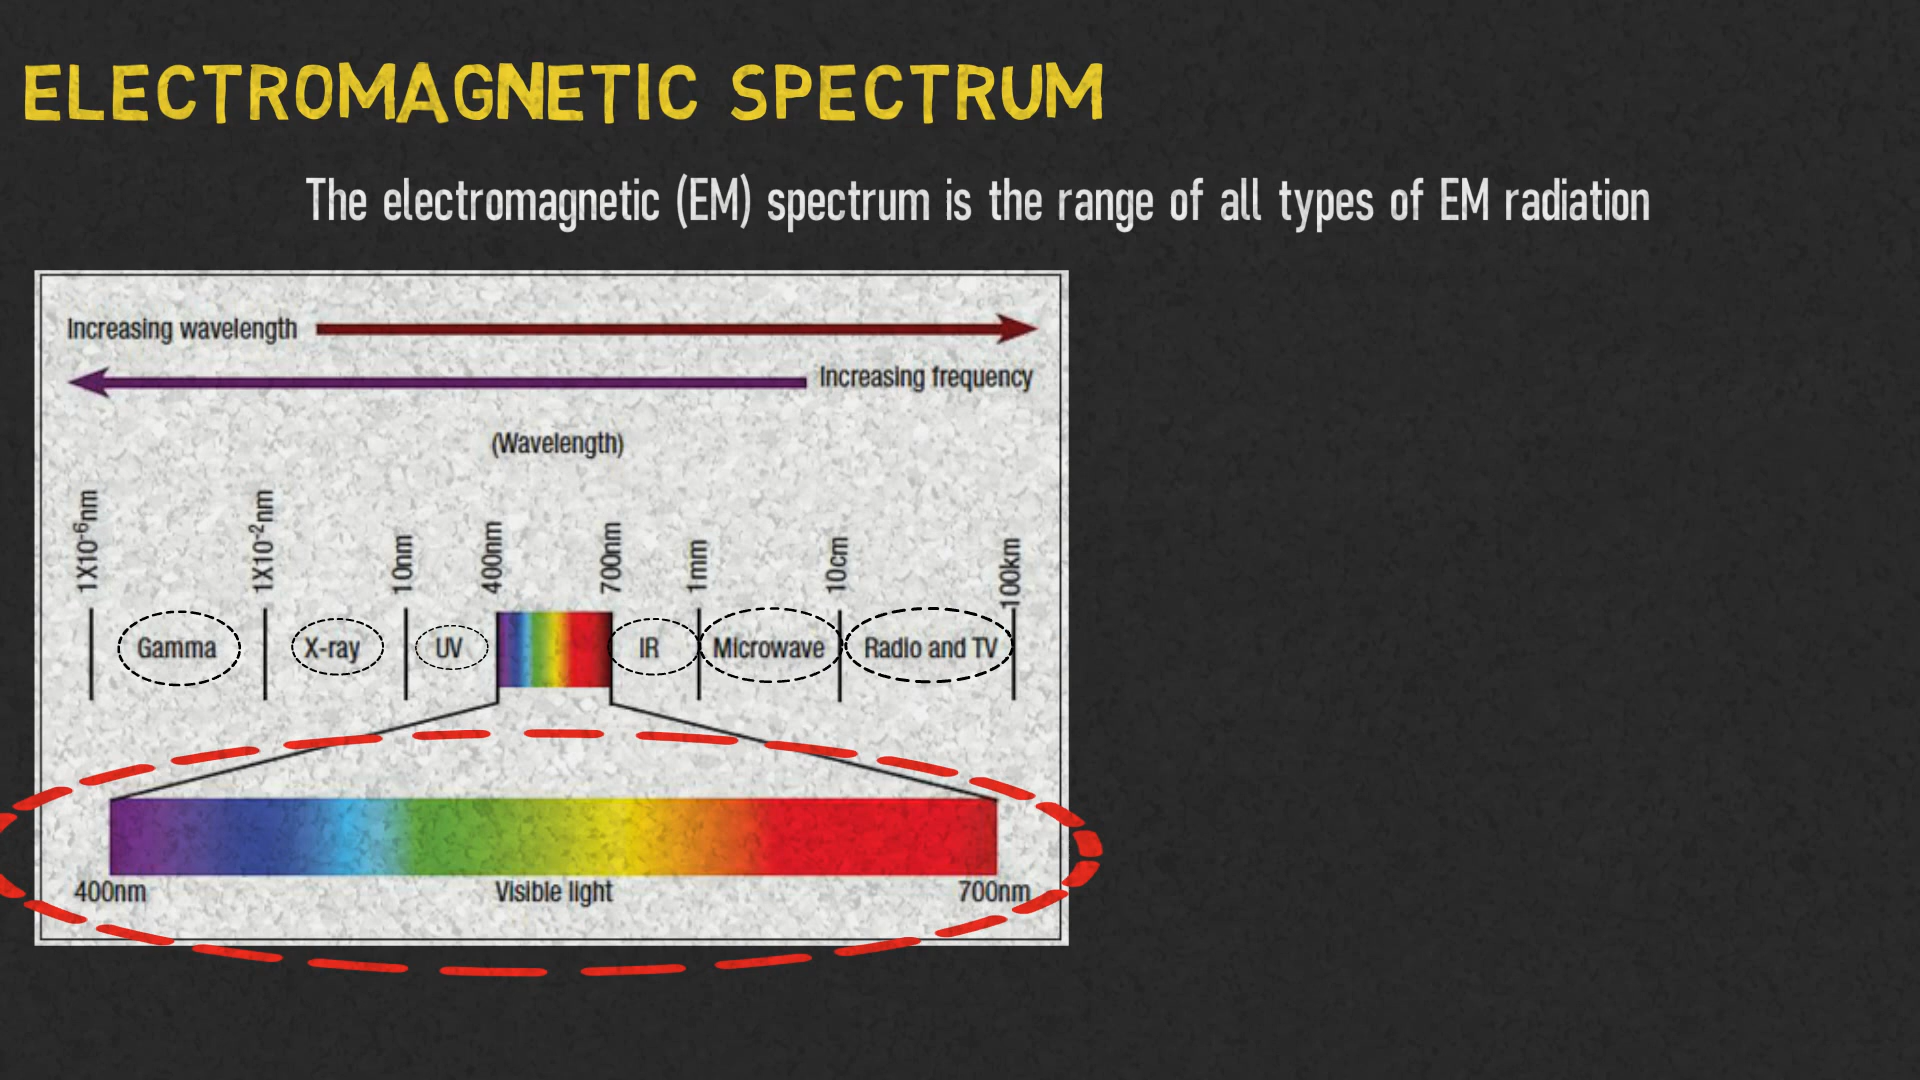 ELECTROMAGNETIC SPECTRUM
The electromagnetic (EM) spectrum is the range of all types of EM radiation
Increasing wavelength
Increasing frequency
(Wavelength)
1X10⁻⁶nm
1X10⁻²nm
10nm
400nm
700nm
1mm
10cm
100km
Gamma
X-ray
UV
IR
Microwave
Radio and TV
400nm
Visible light
700nm